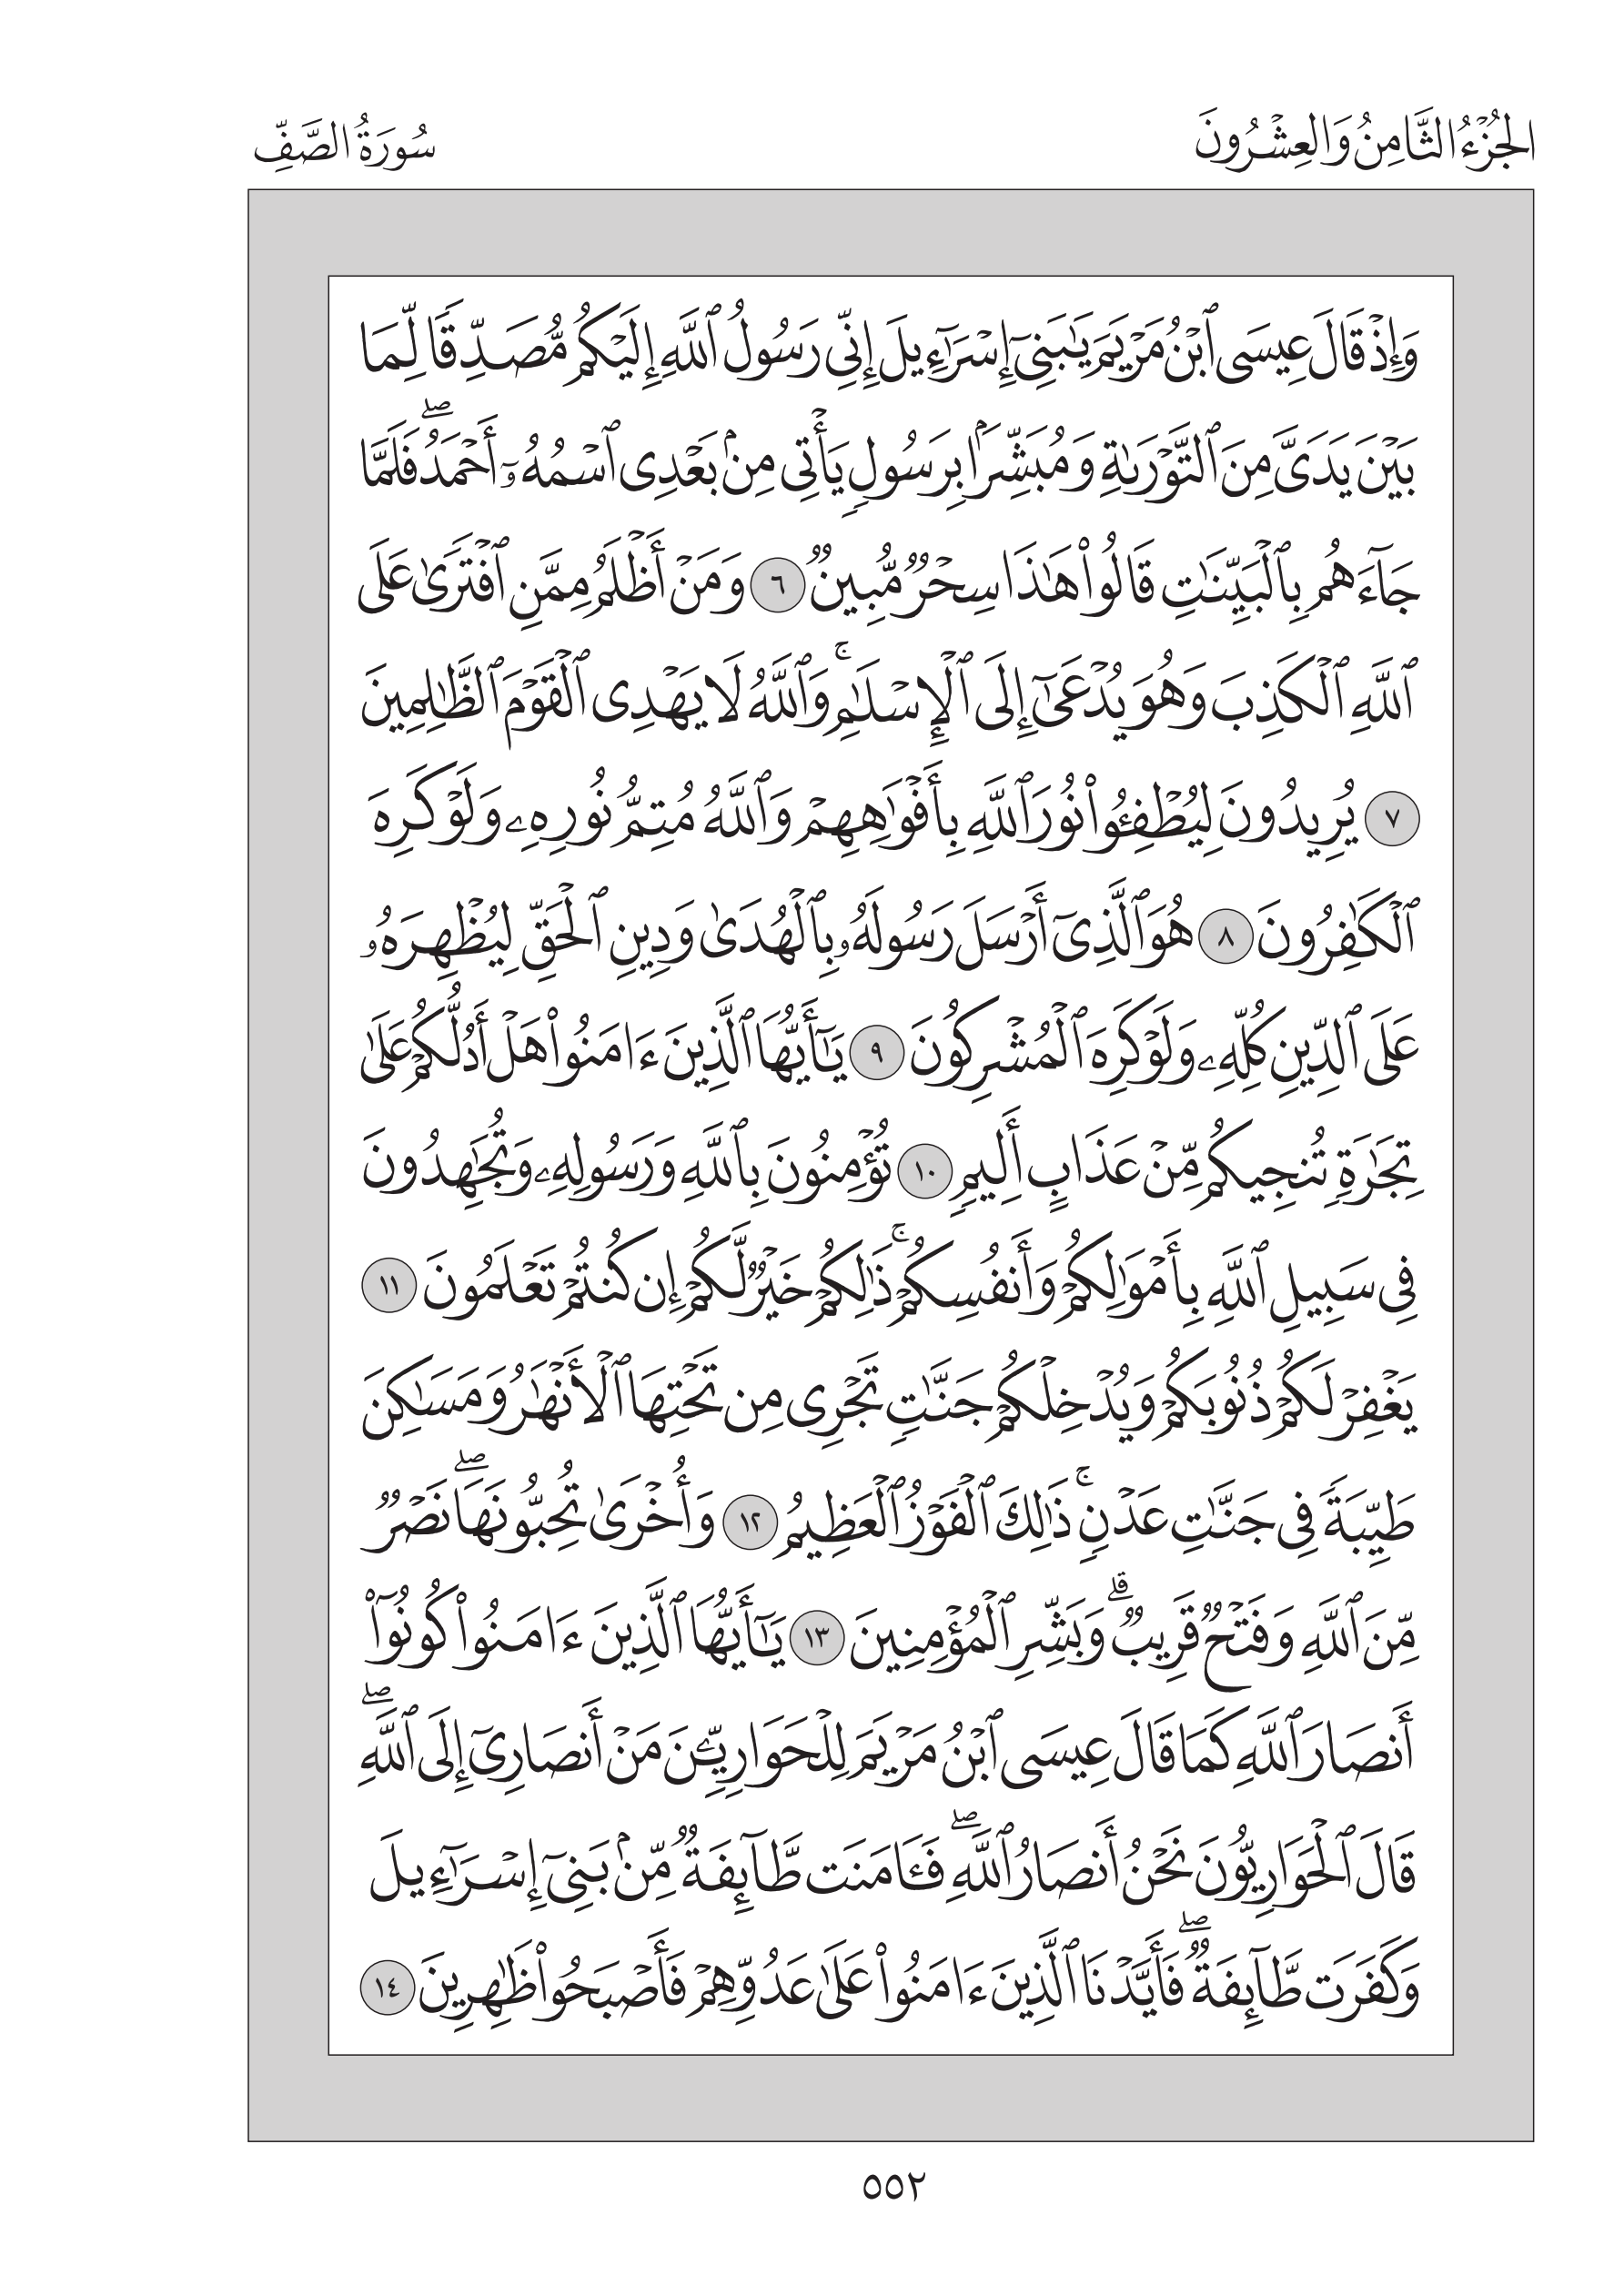 الجُزْءُ الثَّامِنُ وَالعِشْرُونَ
سُورَةُ الصَّفِّ
وَإِذْ قَالَ عِيسَى ٱبْنُ مَرْيَمَ يَٰبَنِىٓ إِسْرَٰٓءِيلَ إِنِّى رَسُولُ ٱللَّهِ إِلَيْكُم مُّصَدِّقًا لِّمَا
بَيْنَ يَدَىَّ مِنَ ٱلتَّوْرَىٰةِ وَمُبَشِّرًۢا بِرَسُولٍ يَأْتِى مِنۢ بَعْدِى ٱسْمُهُۥٓ أَحْمَدُۖ فَلَمَّا
جَآءَهُم بِٱلْبَيِّنَٰتِ قَالُوا۟ هَٰذَا سِحْرٌ مُّبِينٌ ٦ وَمَنْ أَظْلَمُ مِمَّنِ ٱفْتَرَىٰ عَلَى
ٱللَّهِ ٱلْكَذِبَ وَهُوَ يُدْعَىٰٓ إِلَى ٱلْإِسْلَٰمِۚ وَٱللَّهُ لَا يَهْدِى ٱلْقَوْمَ ٱلظَّٰلِمِينَ
٧ يُرِيدُونَ لِيُطْفِـُٔوا۟ نُورَ ٱللَّهِ بِأَفْوَٰهِهِمْ وَٱللَّهُ مُتِمُّ نُورِهِۦ وَلَوْ كَرِهَ
ٱلْكَٰفِرُونَ ٨ هُوَ ٱلَّذِىٓ أَرْسَلَ رَسُولَهُۥ بِٱلْهُدَىٰ وَدِينِ ٱلْحَقِّ لِيُظْهِرَهُۥ
عَلَى ٱلدِّينِ كُلِّهِۦ وَلَوْ كَرِهَ ٱلْمُشْرِكُونَ ٩ يَٰٓأَيُّهَا ٱلَّذِينَ ءَامَنُوا۟ هَلْ أَدُلُّكُمْ عَلَىٰ
تِجَٰرَةٍ تُنجِيكُم مِّنْ عَذَابٍ أَلِيمٍ ١٠ تُؤْمِنُونَ بِٱللَّهِ وَرَسُولِهِۦ وَتُجَٰهِدُونَ
فِى سَبِيلِ ٱللَّهِ بِأَمْوَٰلِكُمْ وَأَنفُسِكُمْۚ ذَٰلِكُمْ خَيْرٌ لَّكُمْ إِن كُنتُمْ تَعْلَمُونَ ١١
يَغْفِرْ لَكُمْ ذُنُوبَكُمْ وَيُدْخِلْكُمْ جَنَّٰتٍ تَجْرِى مِن تَحْتِهَا ٱلْأَنْهَٰرُ وَمَسَٰكِنَ
طَيِّبَةً فِى جَنَّٰتِ عَدْنٍۚ ذَٰلِكَ ٱلْفَوْزُ ٱلْعَظِيمُ ١٢ وَأُخْرَىٰ تُحِبُّونَهَاۖ نَصْرٌ
مِّنَ ٱللَّهِ وَفَتْحٌ قَرِيبٌۗ وَبَشِّرِ ٱلْمُؤْمِنِينَ ١٣ يَٰٓأَيُّهَا ٱلَّذِينَ ءَامَنُوا۟ كُونُوٓا۟
أَنصَارَ ٱللَّهِ كَمَا قَالَ عِيسَى ٱبْنُ مَرْيَمَ لِلْحَوَارِيِّـۧنَ مَنْ أَنصَارِىٓ إِلَى ٱللَّهِۖ
قَالَ ٱلْحَوَارِيُّونَ نَحْنُ أَنصَارُ ٱللَّهِۖ فَـَٔامَنَت طَّآئِفَةٌ مِّنۢ بَنِىٓ إِسْرَٰٓءِيلَ
وَكَفَرَت طَّآئِفَةٌۖ فَأَيَّدْنَا ٱلَّذِينَ ءَامَنُوا۟ عَلَىٰ عَدُوِّهِمْ فَأَصْبَحُوا۟ ظَٰهِرِينَ ١٤
٥٥٢